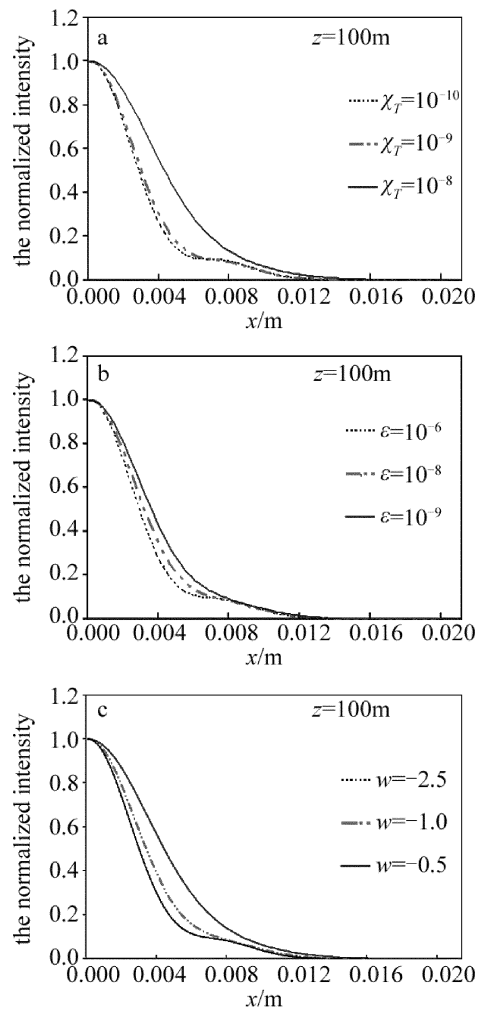 1.2
a
z=100m
1.0
0.8
0.6
0.4
0.2
0.0
the normalized intensity
χT=10⁻¹⁰
χT=10⁻⁹
χT=10⁻⁸
0.000 0.004 0.008 0.012 0.016 0.020
x/m
1.2
b
z=100m
1.0
0.8
0.6
0.4
0.2
0.0
the normalized intensity
ε=10⁻⁶
ε=10⁻⁸
ε=10⁻⁹
0.000 0.004 0.008 0.012 0.016 0.020
x/m
1.2
c
z=100m
1.0
0.8
0.6
0.4
0.2
0.0
the normalized intensity
w=−2.5
w=−1.0
w=−0.5
0.000 0.004 0.008 0.012 0.016 0.020
x/m